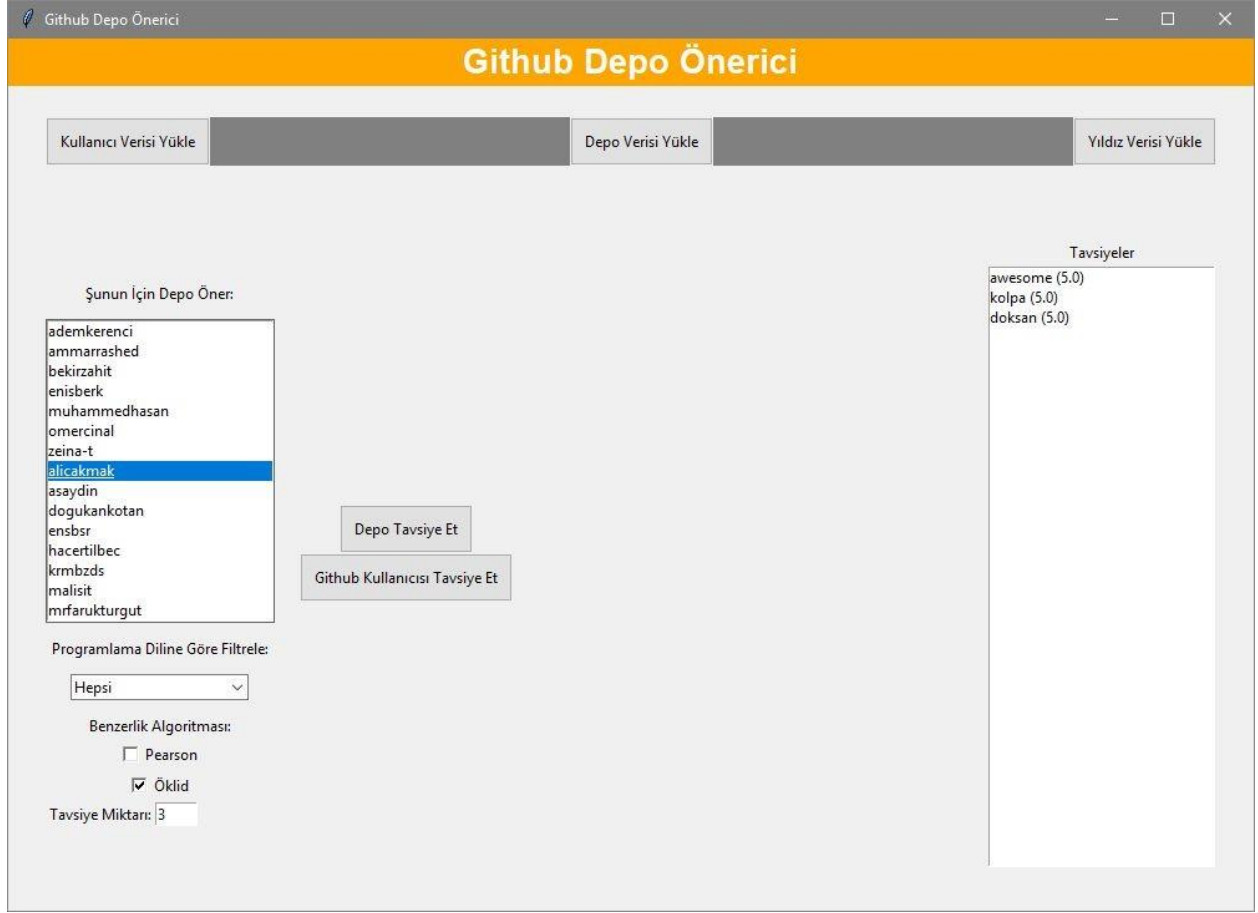 Github Depo Önerici
Github Depo Önerici
Kullanıcı Verisi Yükle
Depo Verisi Yükle
Yıldız Verisi Yükle
Tavsiyeler
awesome (5.0)
kolpa (5.0)
doksan (5.0)
Şunun İçin Depo Öner:
ademkerenci
ammarrashed
bekirzahit
enisberk
muhammedhasan
omercinal
zeina-t
alicakmak
asaydin
dogukankotan
ensbsr
hacertilbec
krmbzds
malisit
mrfarukturgut
Depo Tavsiye Et
Github Kullanıcısı Tavsiye Et
Programlama Diline Göre Filtrele:
Hepsi
Benzerlik Algoritması:
Pearson
Öklid
Tavsiye Miktarı: 3